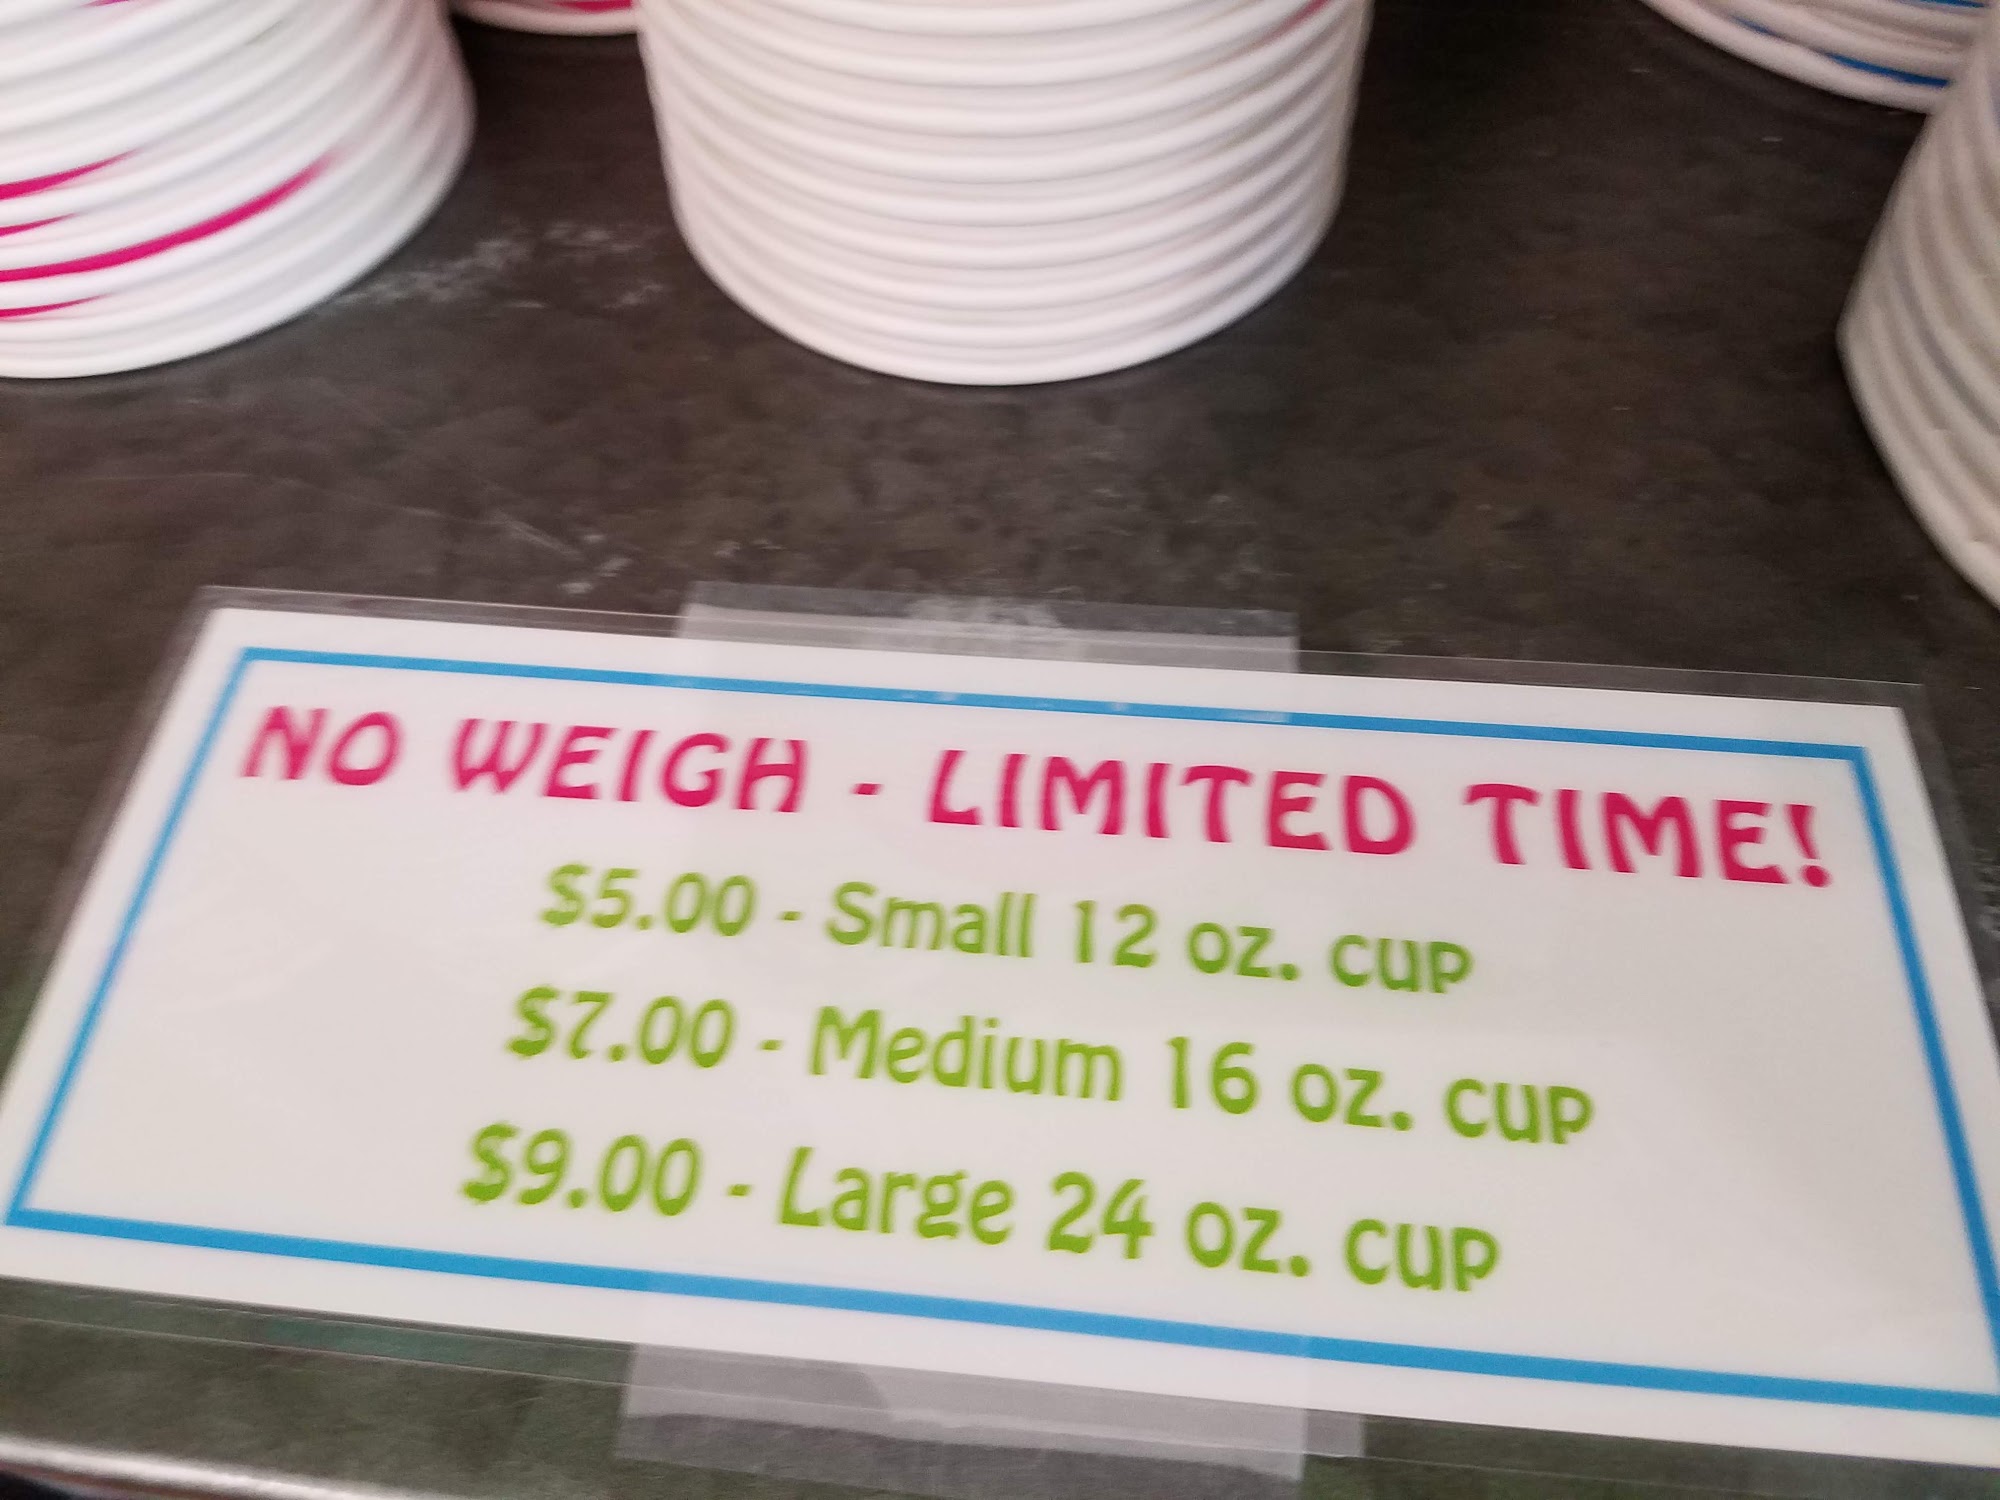 NO WEIGH - LIMITED TIME!
$5.00 - Small 12 oz. cup
$7.00 - Medium 16 oz. cup
$9.00 - Large 24 oz. cup